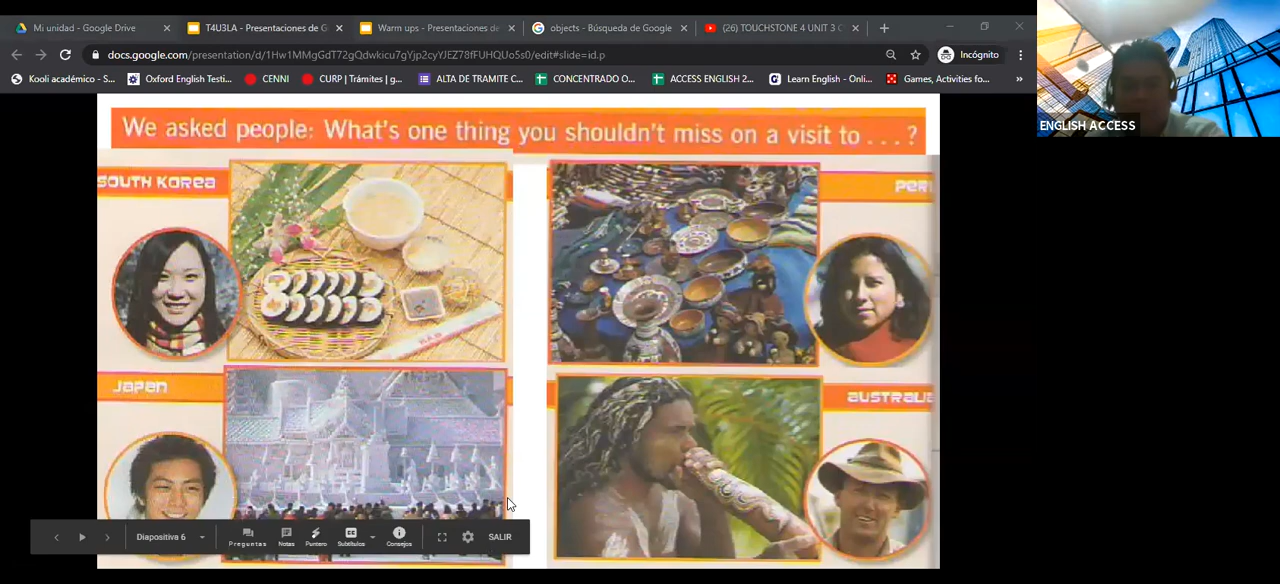 Mi unidad - Google Drive
T4U3LA - Presentaciones de G
Warm ups - Presentaciones de
objects - Búsqueda de Google
(26) TOUCHSTONE 4 UNIT 3 C
docs.google.com/presentation/d/1Hw1MMgGdT72gQdwkicu7gYjp2cyYJEZ78fFUHQUo5s0/edit#slide=id.p
Incógnito
Kooli académico - S...
Oxford English Testi...
CENNI
CURP | Trámites | g...
ALTA DE TRAMITE C...
CONCENTRADO O...
ACCESS ENGLISH 2...
Learn English - Onli...
Games, Activities fo...
ENGLISH ACCESS
We asked people: What's one thing you shouldn't miss on a visit to . . . ?
SOUTH KOREA
PERU
JAPAN
AUSTRALIA
Diapositiva 6
Preguntas
Notas
Puntero
Subtítulos
Consejos
SALIR